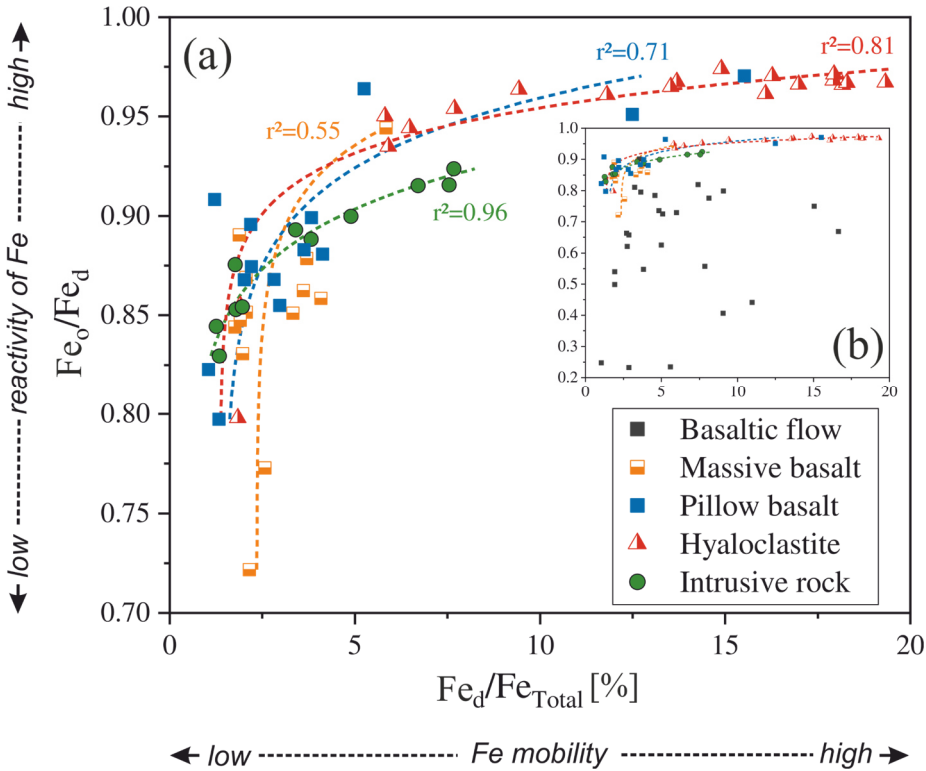 high
reactivity of Fe
low
Feo/Fed
1.00
0.95
0.90
0.85
0.80
0.75
0.70
(a)
r²=0.71
r²=0.81
r²=0.55
r²=0.96
1.0
0.9
0.8
0.7
0.6
0.5
0.4
0.3
0.2
(b)
0 5 10 15 20
Basaltic flow
Massive basalt
Pillow basalt
Hyaloclastite
Intrusive rock
0 5 10 15 20
Fed/FeTotal [%]
low Fe mobility high